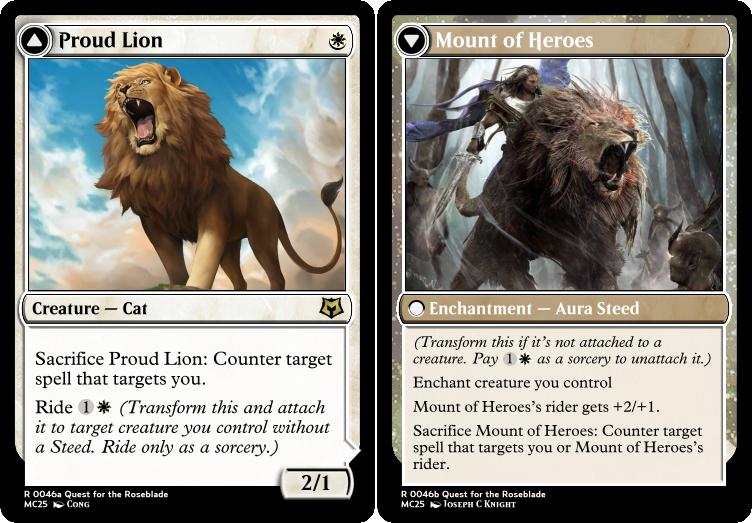 Proud Lion
Creature — Cat
Sacrifice Proud Lion: Counter target
spell that targets you.
Ride 1 (Transform this and attach
it to target creature you control without
a Steed. Ride only as a sorcery.)
2/1
R 0046a Quest for the Roseblade
MC25 Cong
Mount of Heroes
Enchantment — Aura Steed
(Transform this if it's not attached to a
creature. Pay 1 as a sorcery to unattach it.)
Enchant creature you control
Mount of Heroes's rider gets +2/+1.
Sacrifice Mount of Heroes: Counter target
spell that targets you or Mount of Heroes's
rider.
R 0046b Quest for the Roseblade
MC25 Joseph C Knight